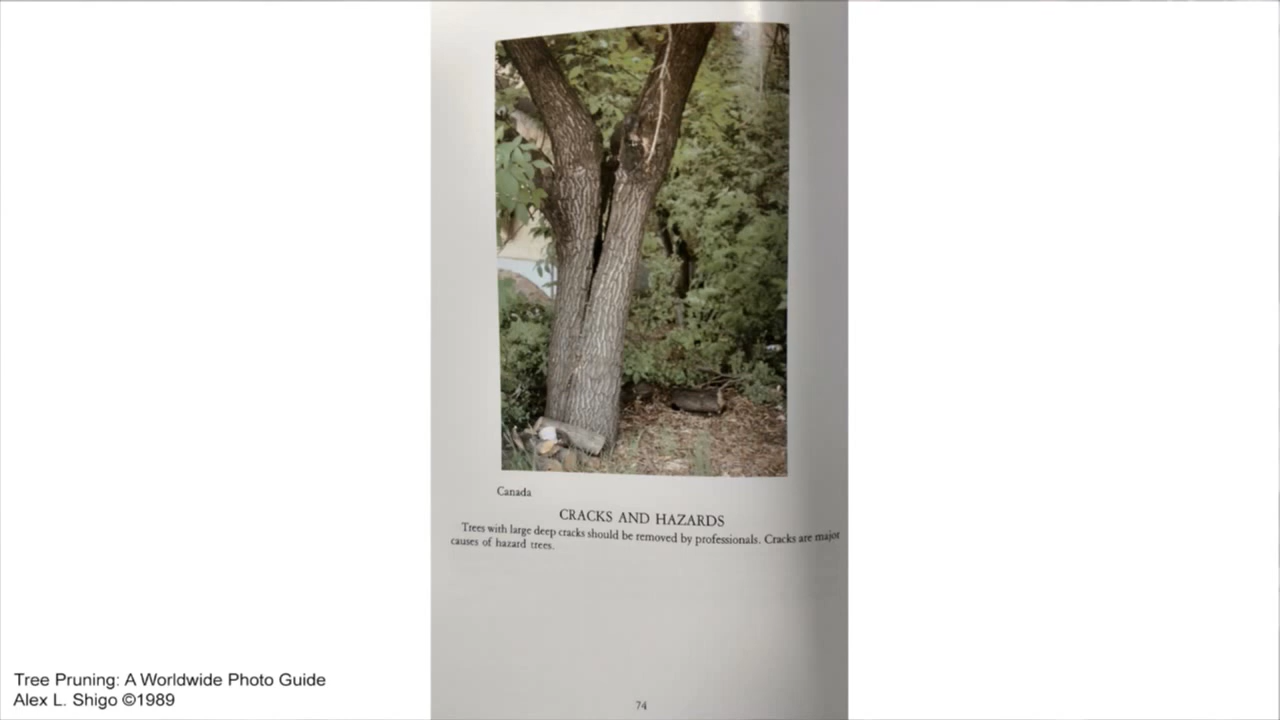 Canada
CRACKS AND HAZARDS
Trees with large deep cracks should be removed by professionals. Cracks are major
causes of hazard trees.
74
Tree Pruning: A Worldwide Photo Guide
Alex L. Shigo ©1989